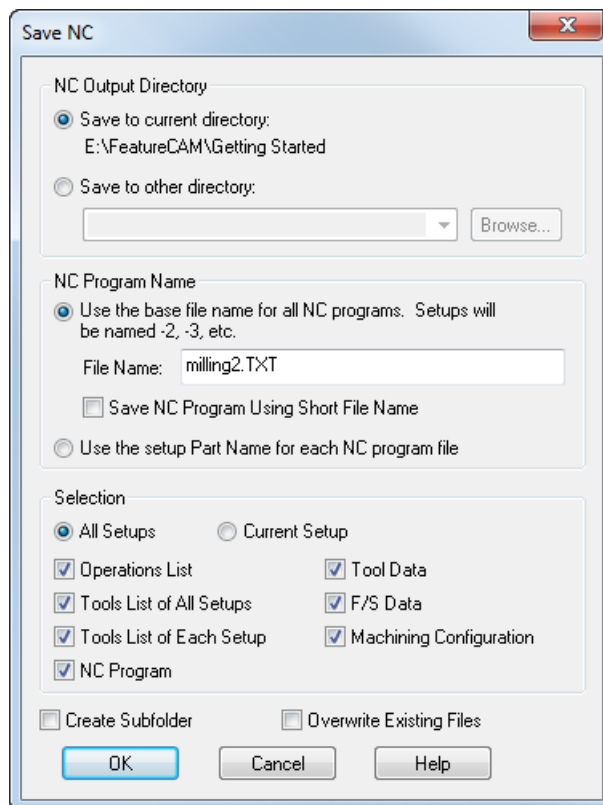 Save NC
NC Output Directory
Save to current directory:
E:\FeatureCAM\Getting Started
Save to other directory:
Browse...
NC Program Name
Use the base file name for all NC programs. Setups will
be named -2, -3, etc.
File Name: milling2.TXT
Save NC Program Using Short File Name
Use the setup Part Name for each NC program file
Selection
All Setups Current Setup
Operations List Tool Data
Tools List of All Setups F/S Data
Tools List of Each Setup Machining Configuration
NC Program
Create Subfolder Overwrite Existing Files
OK Cancel Help